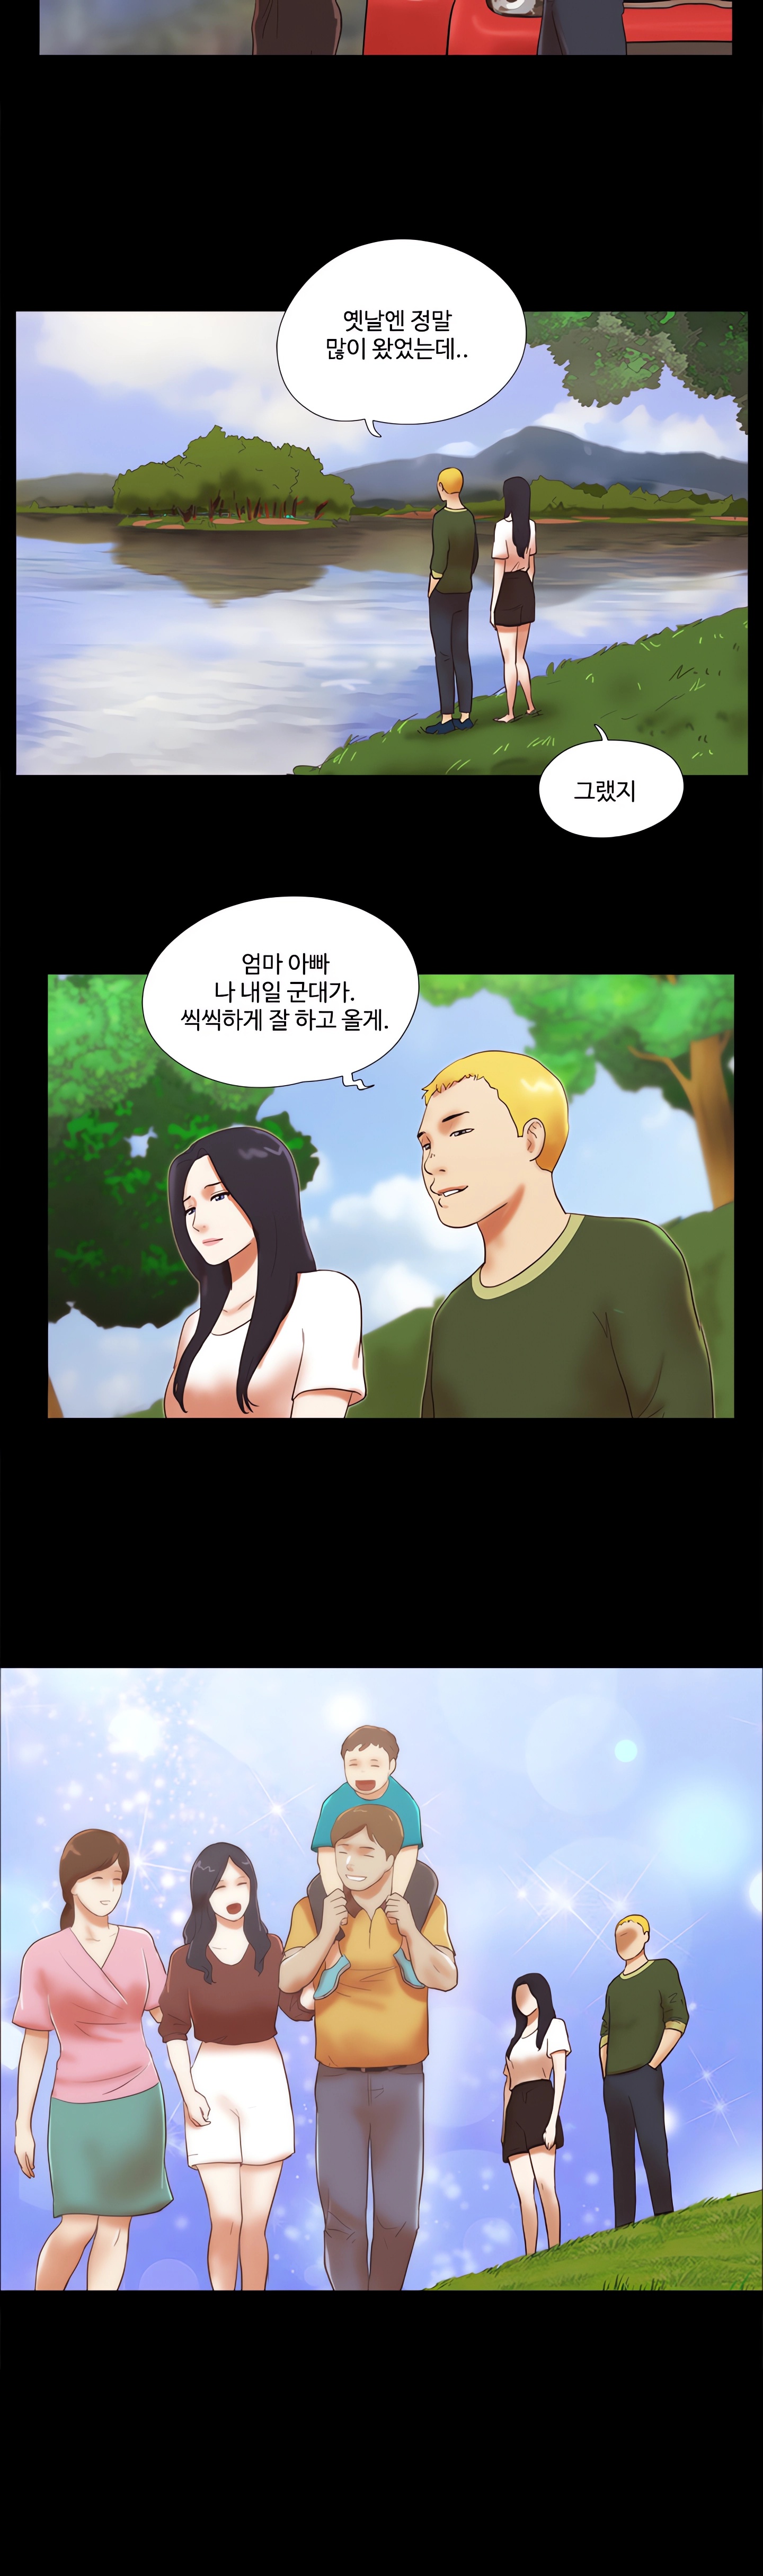 옛날엔 정말
많이 왔었는데..
그랬지
엄마 아빠
나 내일 군대가.
씩씩하게 잘 하고 올게.